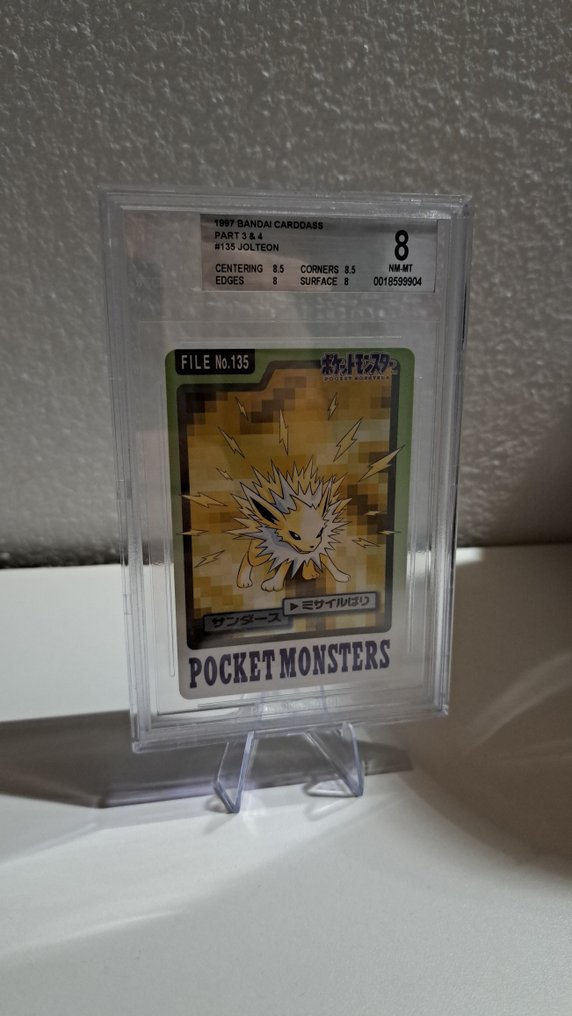 1997 BANDAI CARDDASS
PART 3 & 4
#135 JOLTEON
8
NM-MT
CENTERING 8.5 CORNERS 8.5
EDGES 8 SURFACE 8
0018599904
FILE No.135
ポケットモンスター
POCKET MONSTERS
▶ミサイルばり
サンダース
POCKET MONSTERS